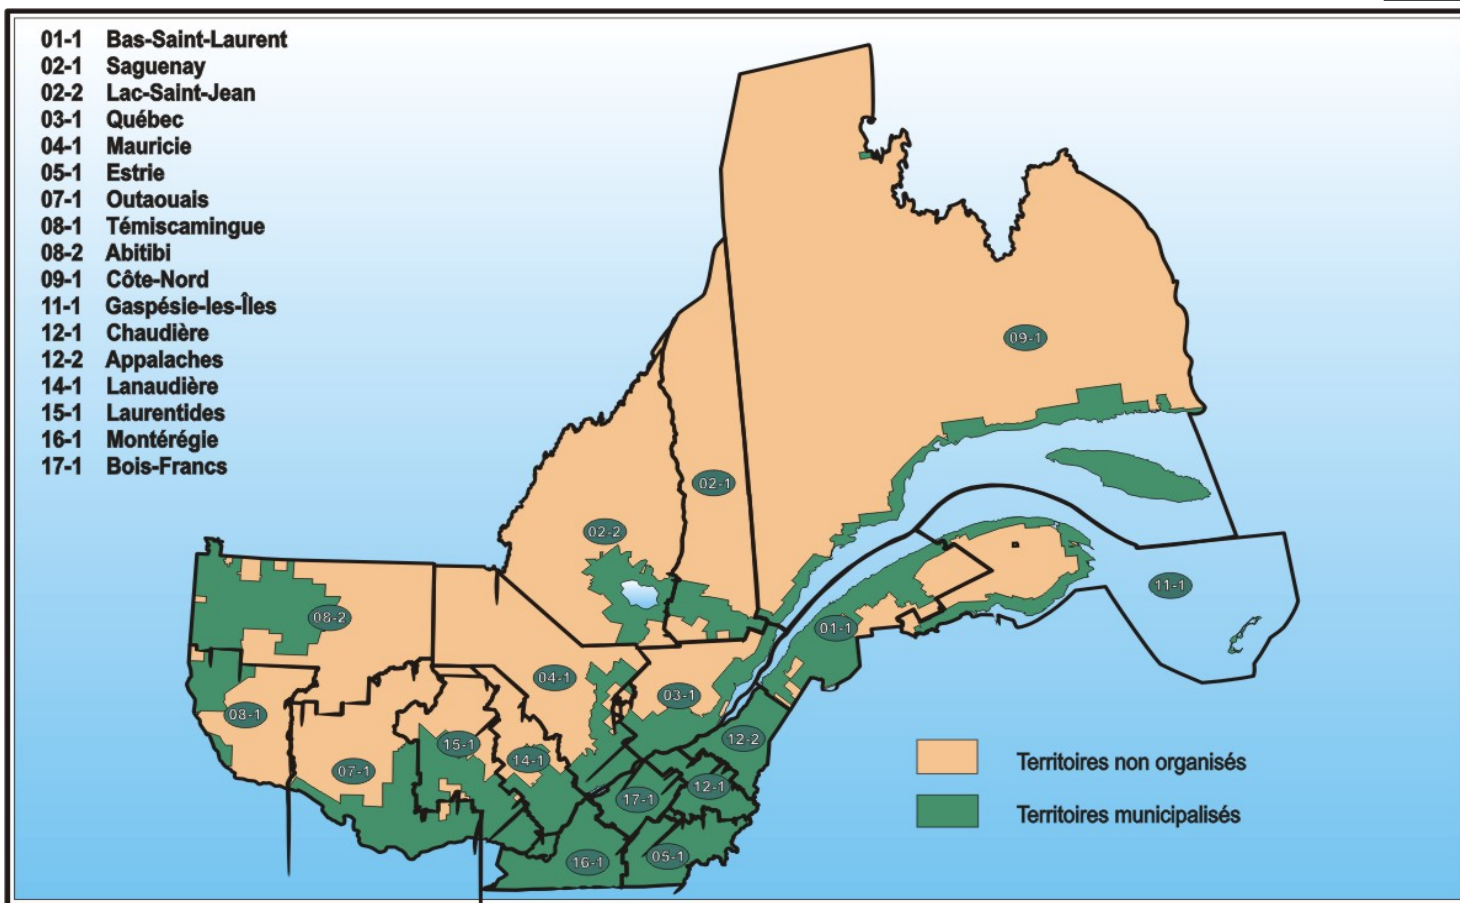 01-1 Bas-Saint-Laurent
02-1 Saguenay
02-2 Lac-Saint-Jean
03-1 Québec
04-1 Mauricie
05-1 Estrie
07-1 Outaouais
08-1 Témiscamingue
08-2 Abitibi
09-1 Côte-Nord
11-1 Gaspésie-les-Îles
12-1 Chaudière
12-2 Appalaches
14-1 Lanaudière
15-1 Laurentides
16-1 Montérégie
17-1 Bois-Francs
09-1
02-1
02-2
11-1
08-2
01-1
04-1
03-1
08-1
12-2
15-1
14-1
07-1
12-1
17-1
16-1
05-1
Territoires non organisés
Territoires municipalisés